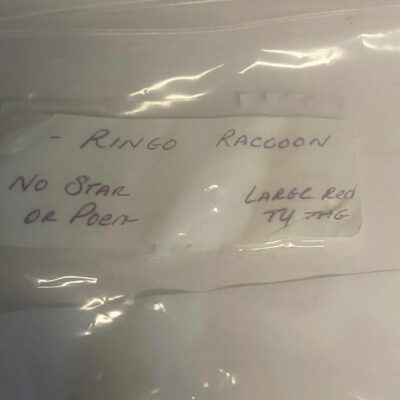 - RINGO RACCOON
NO STAR
OR POEM
LARGE Red
TY TAG